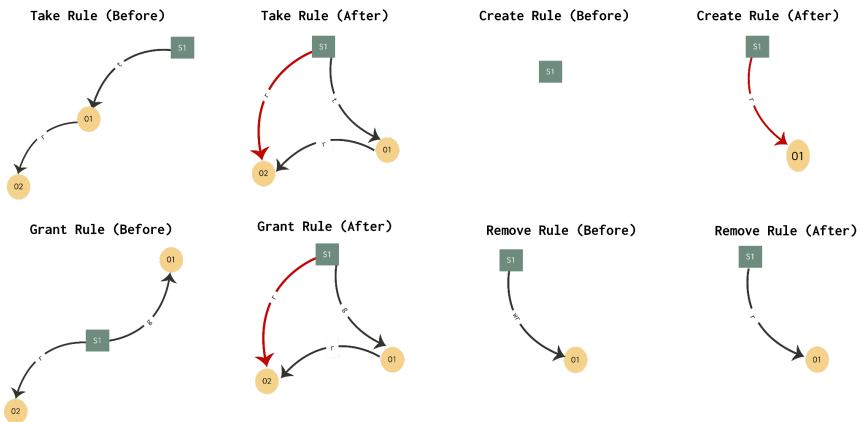 Take Rule (Before)
S1
t
O1
r
O2
Take Rule (After)
S1
r
t
r
O1
O2
Create Rule (Before)
S1
Create Rule (After)
S1
r
O1
Grant Rule (Before)
O1
g
S1
r
O2
Grant Rule (After)
S1
r
g
r
O1
O2
Remove Rule (Before)
S1
wr
O1
Remove Rule (After)
S1
r
O1